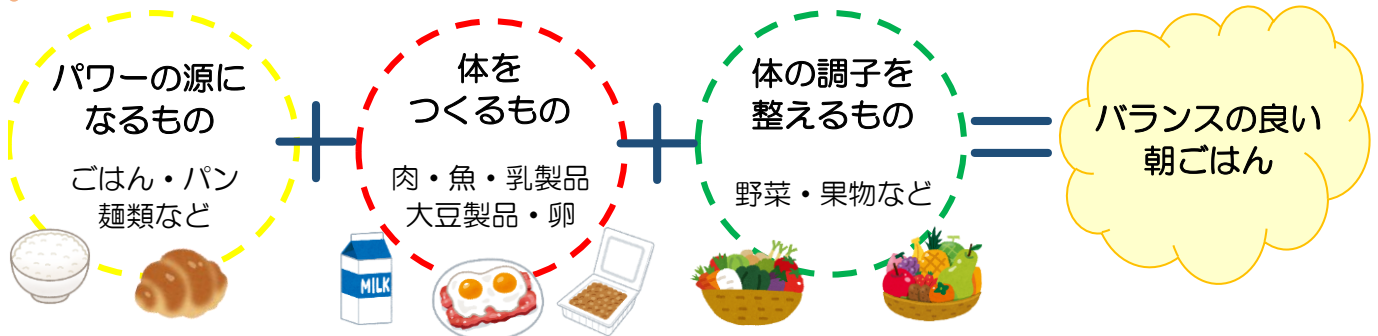 パワーの源に
なるもの
ごはん・パン
麺類など
体を
つくるもの
肉・魚・乳製品
大豆製品・卵
MILK
体の調子を
整えるもの
野菜・果物など
バランスの良い
朝ごはん